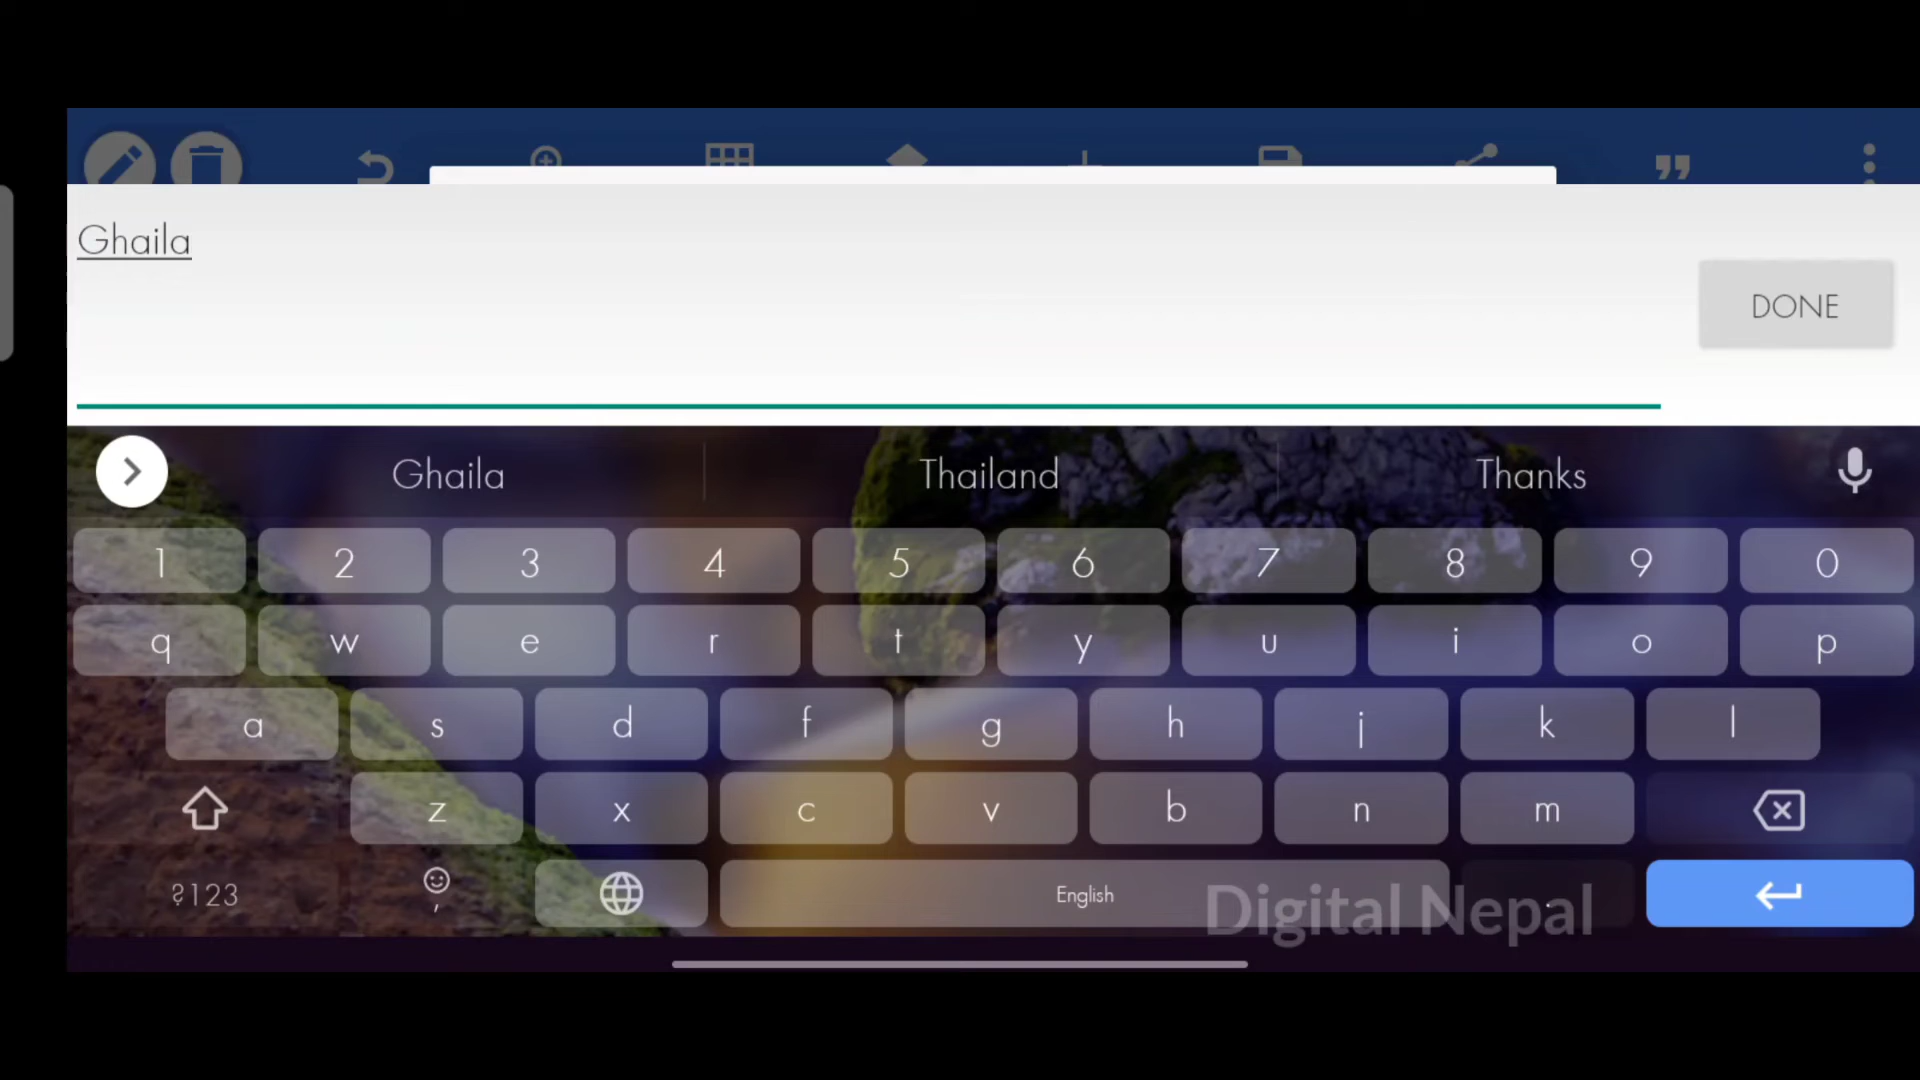 Ghaila
DONE
Ghaila Thailand Thanks
1 2 3 4 5 6 7 8 9 0
q w e r t y u i o p
a s d f g h j k l
z x c v b n m
?123 , English .
Digital Nepal